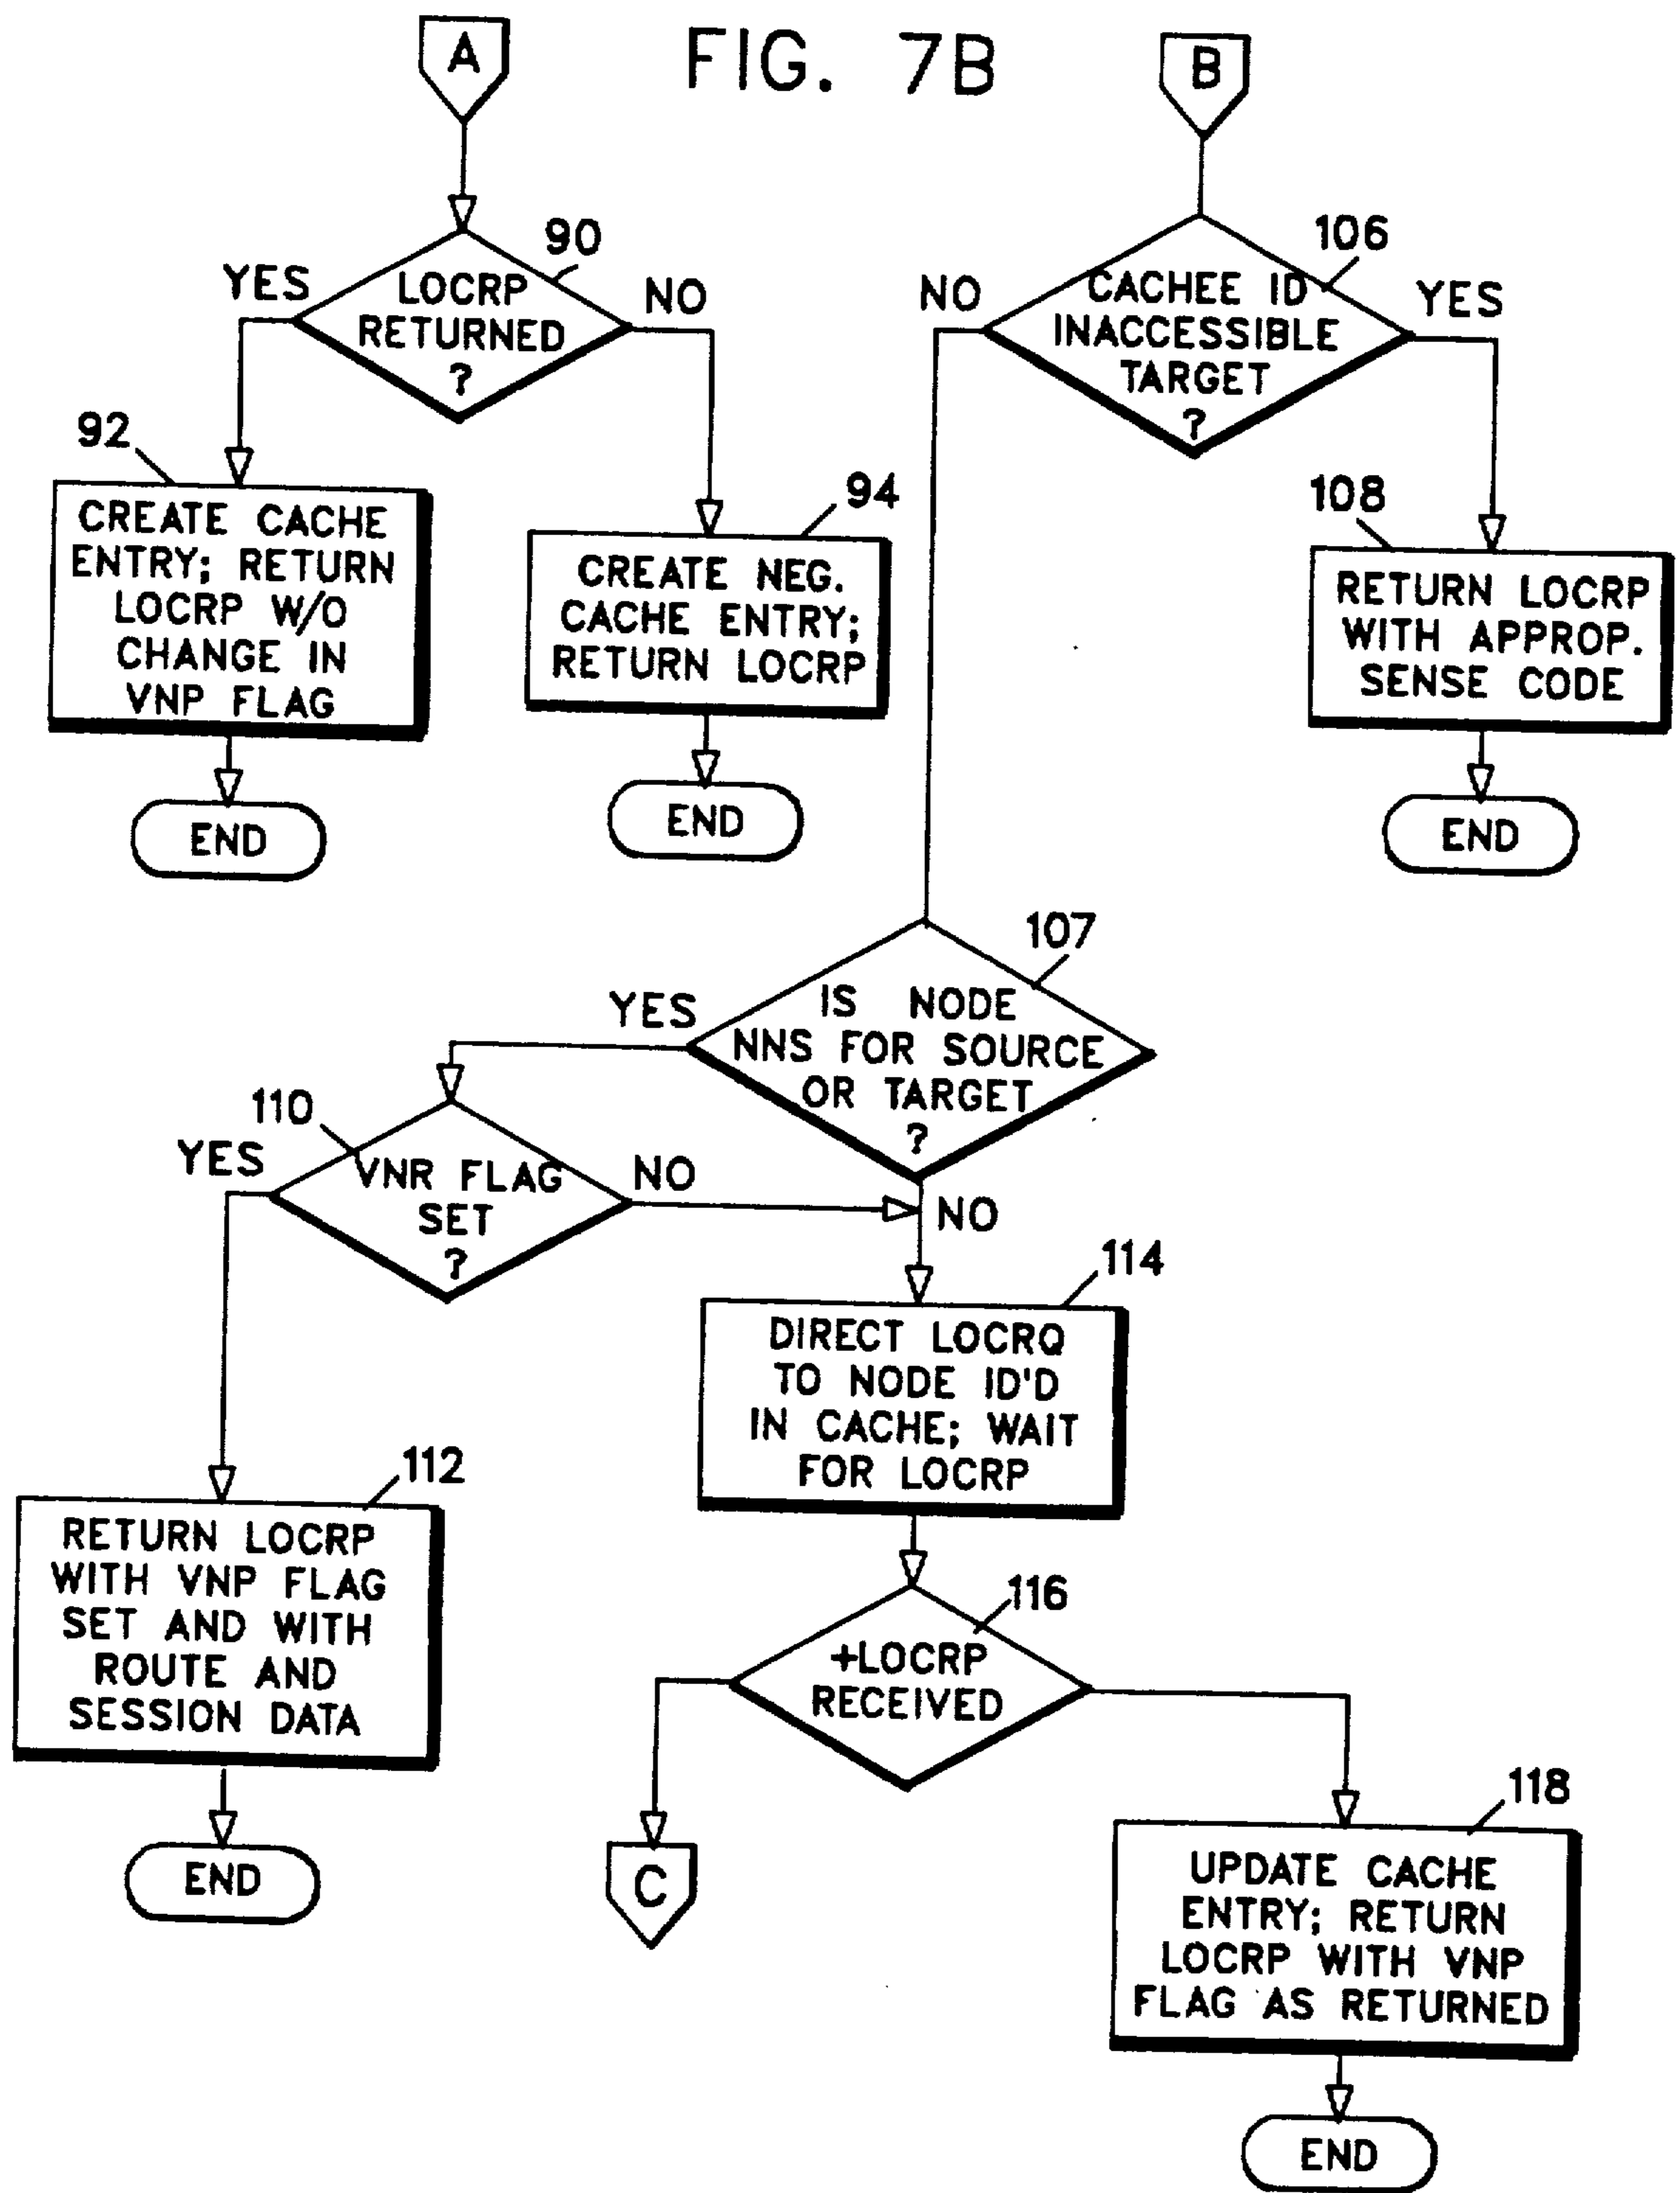 FIG. 7B
A
B
90
LOCRP
RETURNED
?
YES
NO
106
CACHEE ID
INACCESSIBLE
TARGET
?
NO
YES
92
CREATE CACHE
ENTRY; RETURN
LOCRP W/O
CHANGE IN
VNP FLAG
END
94
CREATE NEG.
CACHE ENTRY;
RETURN LOCRP
END
108
RETURN LOCRP
WITH APPROP.
SENSE CODE
END
107
IS NODE
NNS FOR SOURCE
OR TARGET
?
YES
NO
110
VNR FLAG
SET
?
YES
NO
114
DIRECT LOCRQ
TO NODE ID'D
IN CACHE; WAIT
FOR LOCRP
112
RETURN LOCRP
WITH VNP FLAG
SET AND WITH
ROUTE AND
SESSION DATA
END
116
+LOCRP
RECEIVED
C
118
UPDATE CACHE
ENTRY; RETURN
LOCRP WITH VNP
FLAG AS RETURNED
END